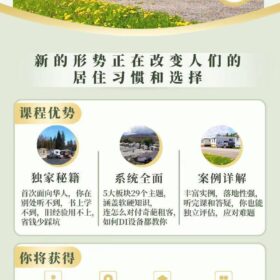 新的形势正在改变人们的
居住习惯和选择
课程优势
独家秘籍
首次面向华人，你在
别处听不到，书上学
不到，旧经验用不上，
省钱少踩坑
系统全面
5大板块29个主题，
涵盖软硬知识，
连怎么对付奇葩租客，
如何DIY设备都教你
案例详解
丰富实例，落地性强，
听完课和答疑，你也能
独立评估，应对难题
你将获得